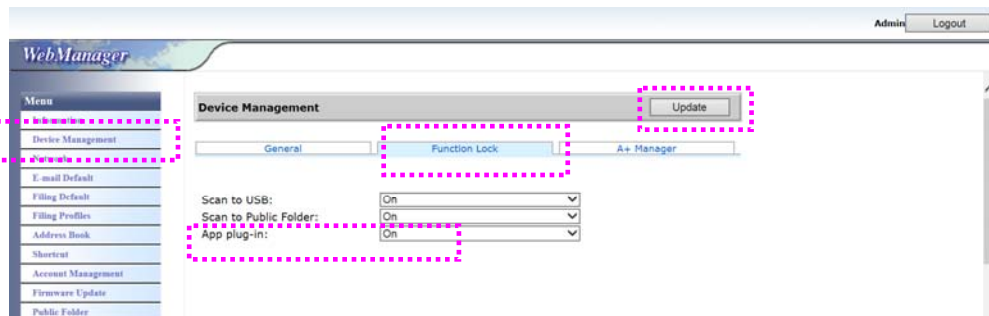 Admin Logout
WebManager
Menu
Information
Device Management
Network
E-mail Default
Filing Default
Filing Profiles
Address Book
Shortcut
Account Management
Firmware Update
Public Folder
Device Management Update
General Function Lock A+ Manager
Scan to USB: On
Scan to Public Folder: On
App plug-in: On